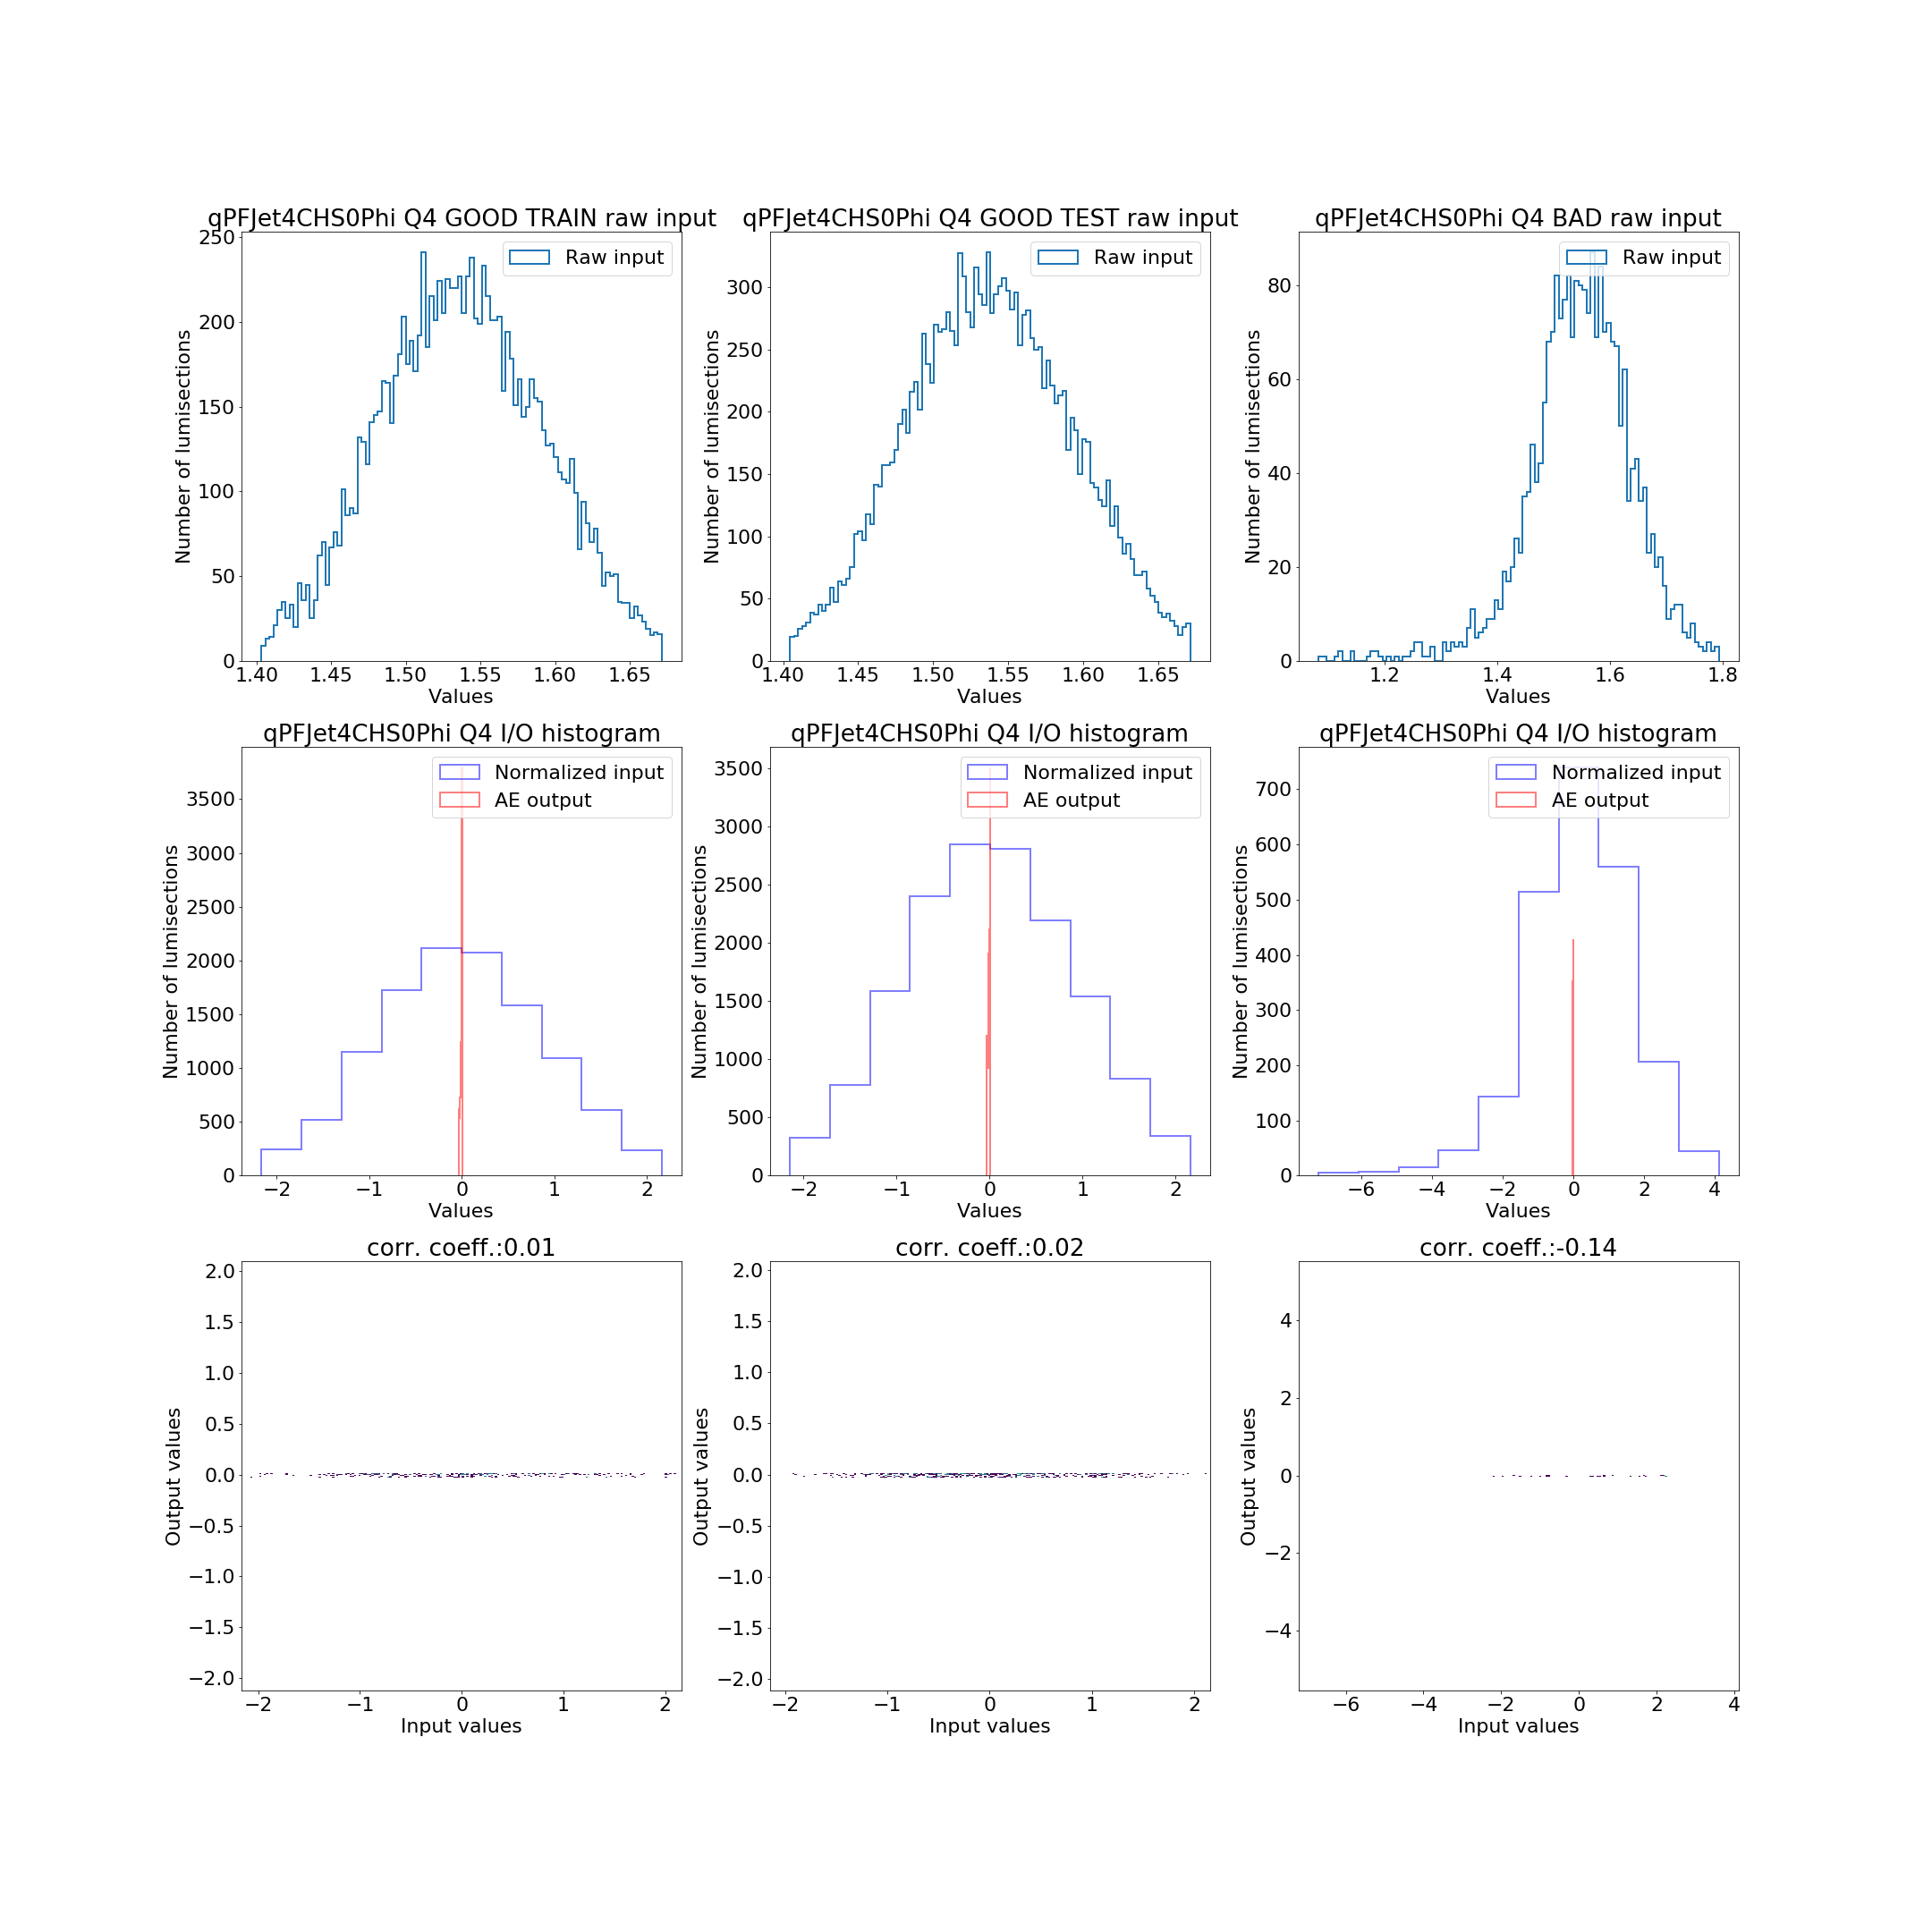 qPFJet4CHS0Phi Q4 GOOD TRAIN raw input
qPFJet4CHS0Phi Q4 GOOD TEST raw input
qPFJet4CHS0Phi Q4 BAD raw input
Raw input
Raw input
Raw input
Number of lumisections
250
200
150
100
50
0
1.40 1.45 1.50 1.55 1.60 1.65
Values
Number of lumisections
300
250
200
150
100
50
0
1.40 1.45 1.50 1.55 1.60 1.65
Values
Number of lumisections
80
60
40
20
0
1.2 1.4 1.6 1.8
Values
qPFJet4CHS0Phi Q4 I/O histogram
qPFJet4CHS0Phi Q4 I/O histogram
qPFJet4CHS0Phi Q4 I/O histogram
Normalized input
AE output
Normalized input
AE output
Normalized input
AE output
Number of lumisections
3500
3000
2500
2000
1500
1000
500
0
−2 −1 0 1 2
Values
Number of lumisections
3500
3000
2500
2000
1500
1000
500
0
−2 −1 0 1 2
Values
Number of lumisections
700
600
500
400
300
200
100
0
−6 −4 −2 0 2 4
Values
corr. coeff.:0.01
corr. coeff.:0.02
corr. coeff.:-0.14
Output values
2.0
1.5
1.0
0.5
0.0
−0.5
−1.0
−1.5
−2.0
−2 −1 0 1 2
Input values
Output values
2.0
1.5
1.0
0.5
0.0
−0.5
−1.0
−1.5
−2.0
−2 −1 0 1 2
Input values
Output values
4
2
0
−2
−4
−6 −4 −2 0 2 4
Input values